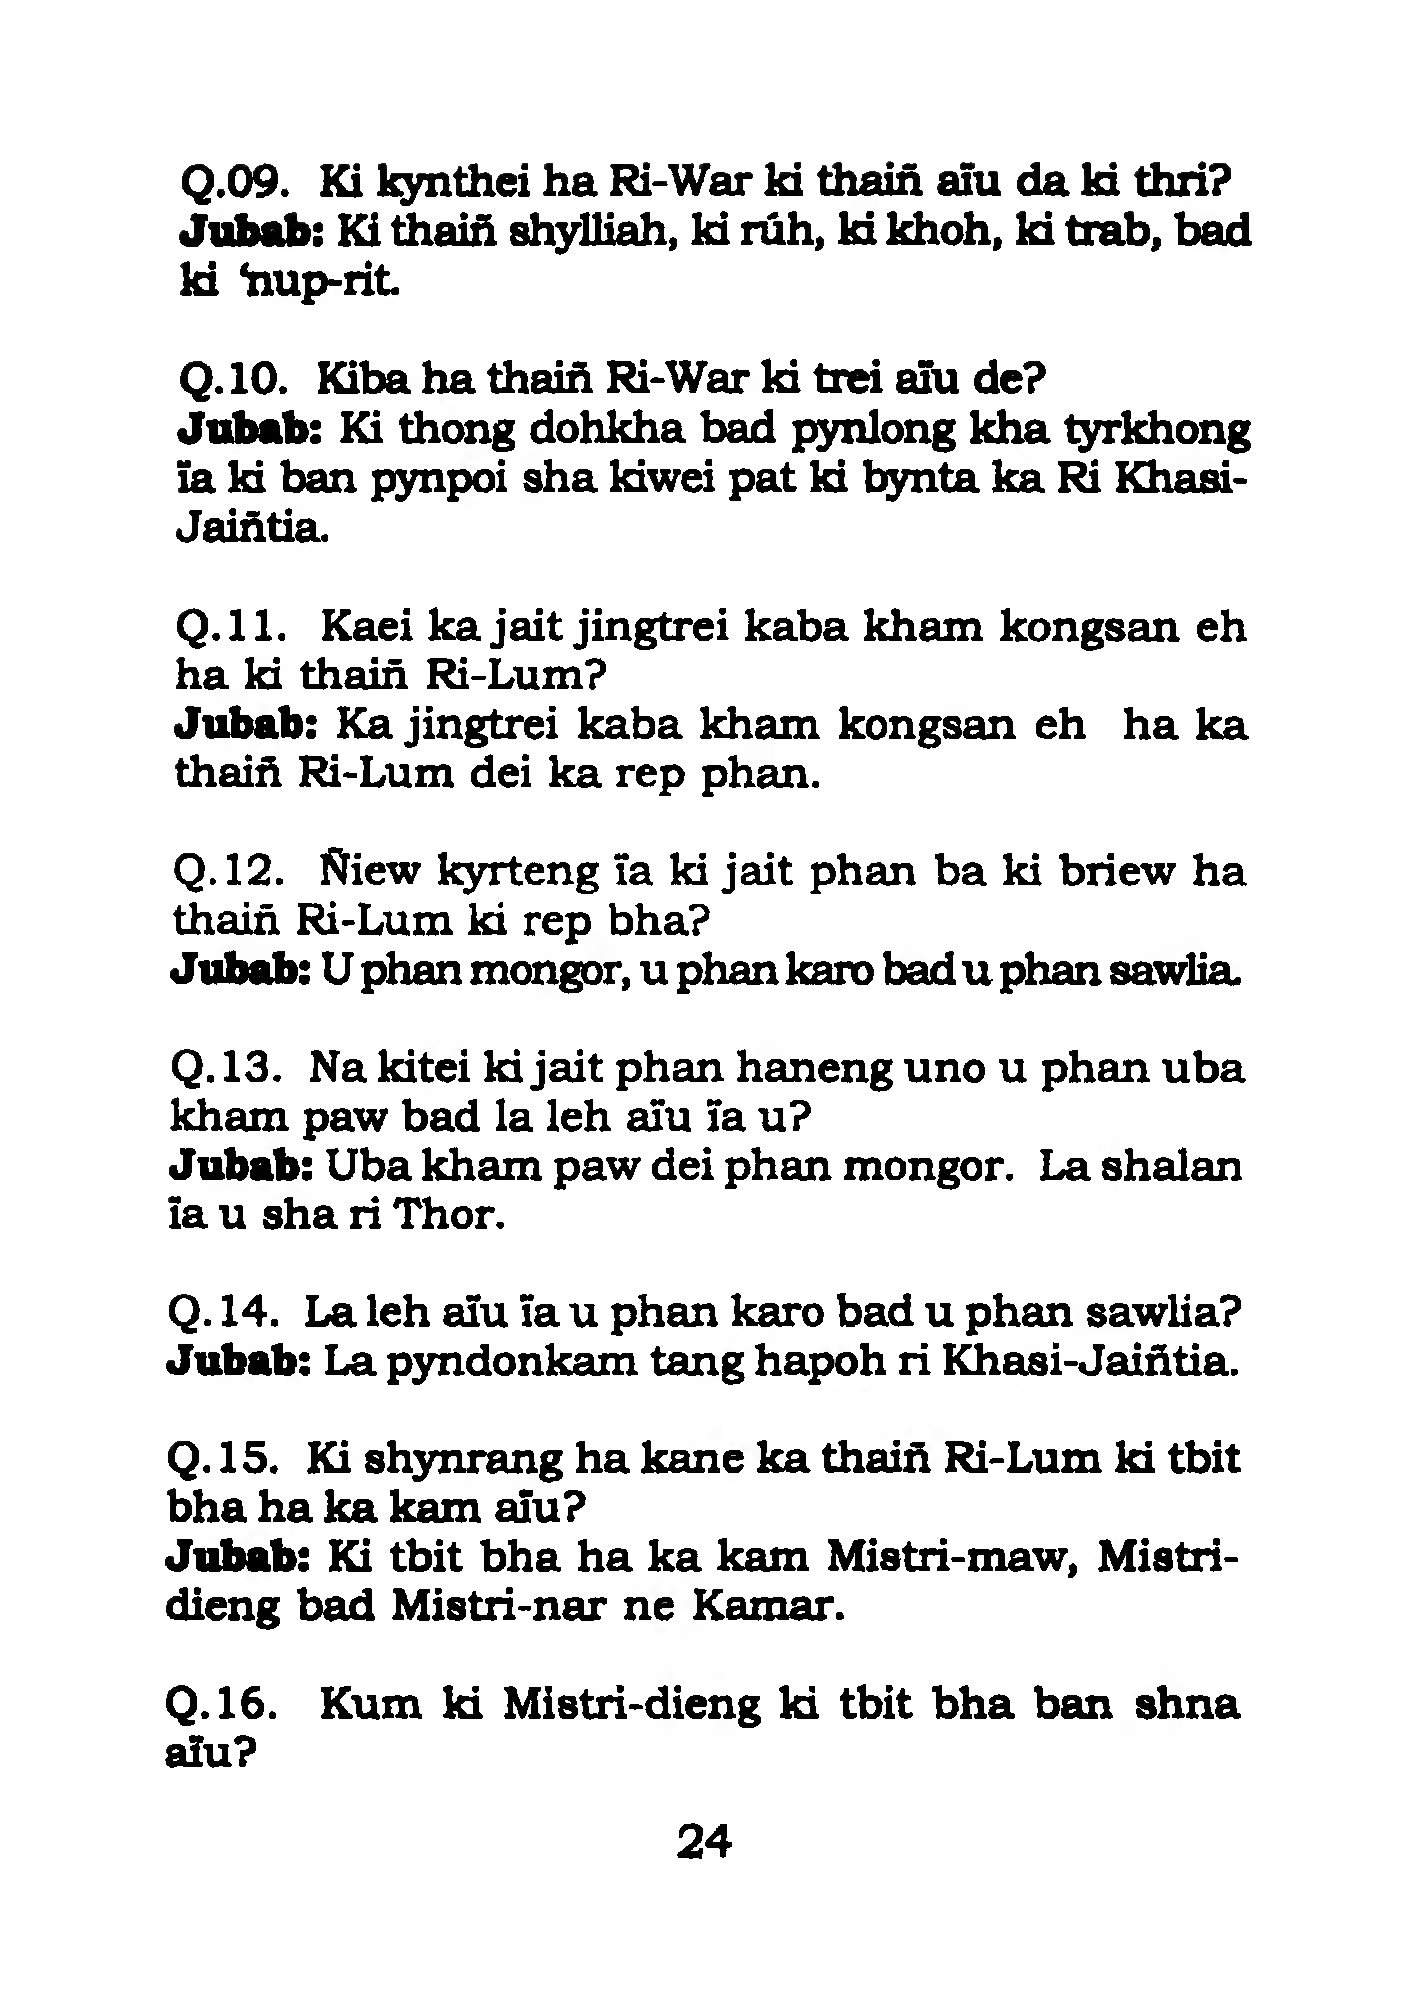 Q.09. Ki kynthei ha Ri-War ki thaiñ aïu da ki thri?
Jubab: Ki thaiñ shylliah, ki rúh, ki khoh, ki trab, bad
ki ‘nup-rit.
Q.10. Kiba ha thaiñ Ri-War ki trei aïu de?
Jubab: Ki thong dohkha bad pynlong kha tyrkhong
ïa ki ban pynpoi sha kiwei pat ki bynta ka Ri Khasi-
Jaiñtia.
Q.11. Kaei ka jait jingtrei kaba kham kongsan eh
ha ki thaiñ Ri-Lum?
Jubab: Ka jingtrei kaba kham kongsan eh ha ka
thaiñ Ri-Lum dei ka rep phan.
Q.12. Ñiew kyrteng ïa ki jait phan ba ki briew ha
thaiñ Ri-Lum ki rep bha?
Jubab: U phan mongor, u phan karo bad u phan sawlia.
Q.13. Na kitei ki jait phan haneng uno u phan uba
kham paw bad la leh aïu ïa u?
Jubab: Uba kham paw dei phan mongor. La shalan
ïa u sha ri Thor.
Q.14. La leh aïu ïa u phan karo bad u phan sawlia?
Jubab: La pyndonkam tang hapoh ri Khasi-Jaiñtia.
Q.15. Ki shynrang ha kane ka thaiñ Ri-Lum ki tbit
bha ha ka kam aïu?
Jubab: Ki tbit bha ha ka kam Mistri-maw, Mistri-
dieng bad Mistri-nar ne Kamar.
Q.16. Kum ki Mistri-dieng ki tbit bha ban shna
aïu?
24